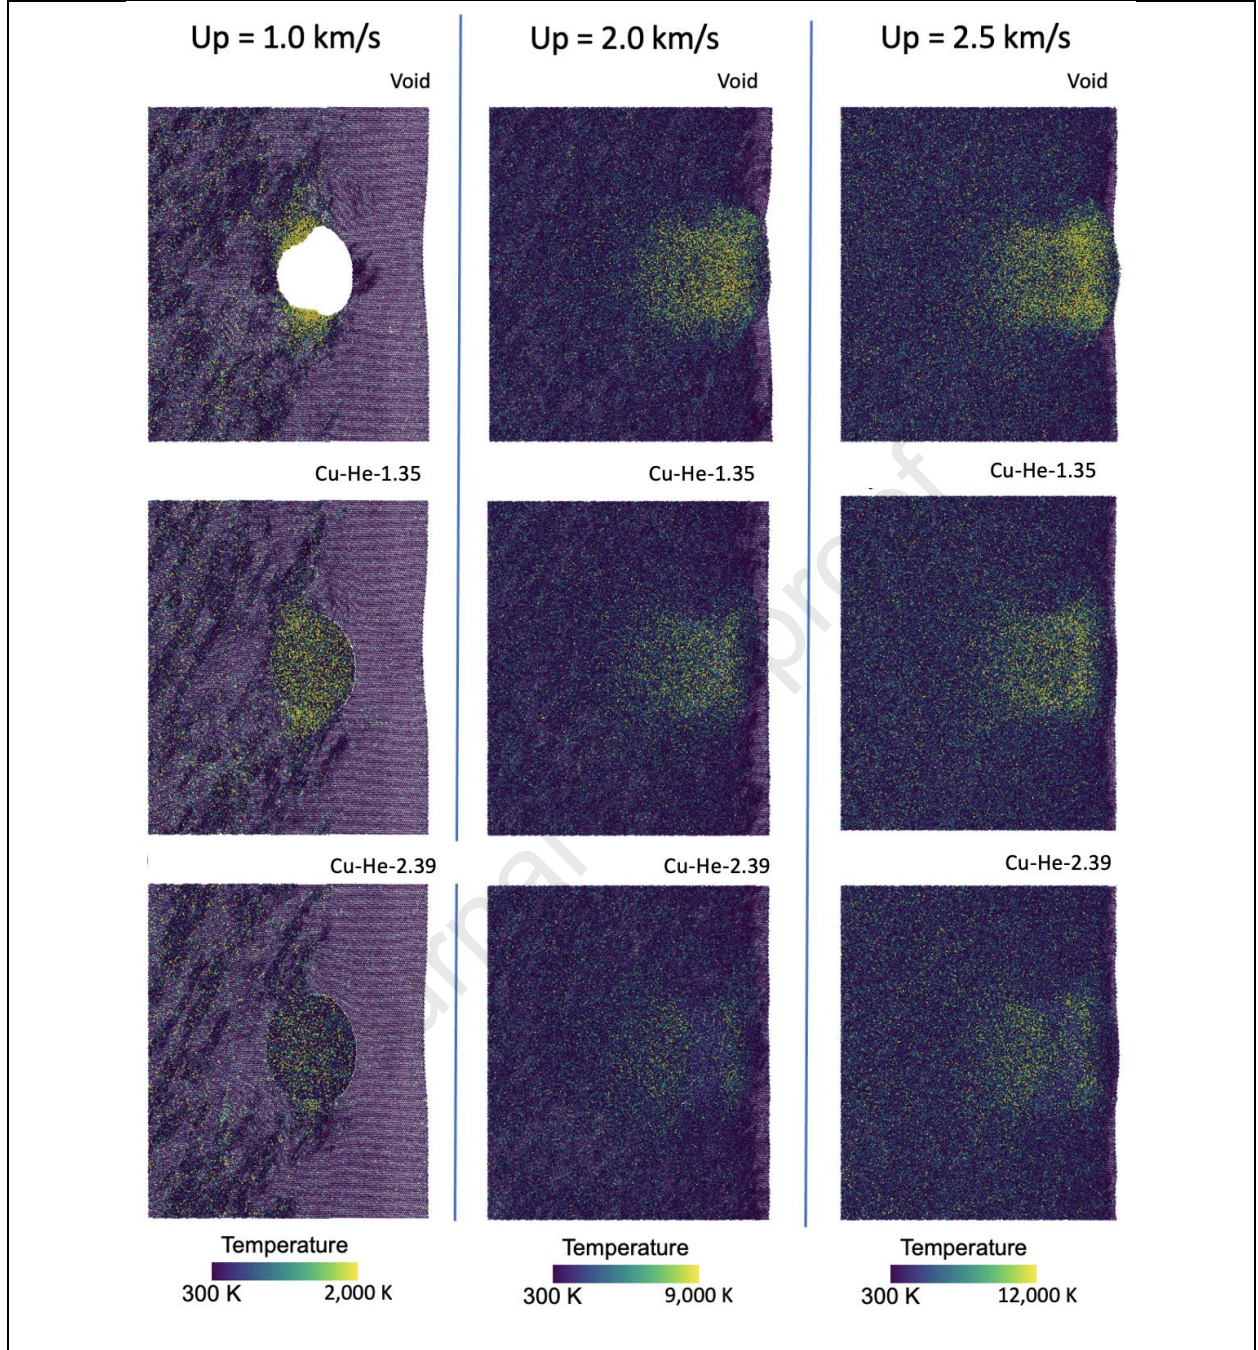 Up = 1.0 km/s Up = 2.0 km/s Up = 2.5 km/s
Void Void Void
Cu-He-1.35 Cu-He-1.35 Cu-He-1.35
Cu-He-2.39 Cu-He-2.39 Cu-He-2.39
Temperature Temperature Temperature
300 K 2,000 K 300 K 9,000 K 300 K 12,000 K